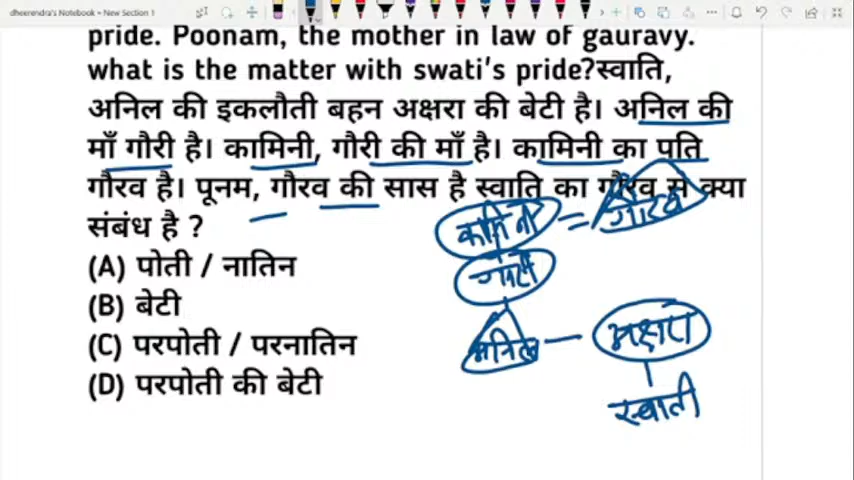 dheerendra's Notebook » New Section 1
pride. Poonam, the mother in law of gauravy.
what is the matter with swati's pride?स्वाति,
अनिल की इकलौती बहन अक्षरा की बेटी है। अनिल की
माँ गौरी है। कामिनी, गौरी की माँ है। कामिनी का पति
गौरव है। पूनम, गौरव की सास है स्वाति का गौरव से क्या
संबंध है ?
(A) पोती / नातिन
(B) बेटी
(C) परपोती / परनातिन
(D) परपोती की बेटी
कामिनी = गौरव
गौरी
अनिल — अक्षरा
स्वाती